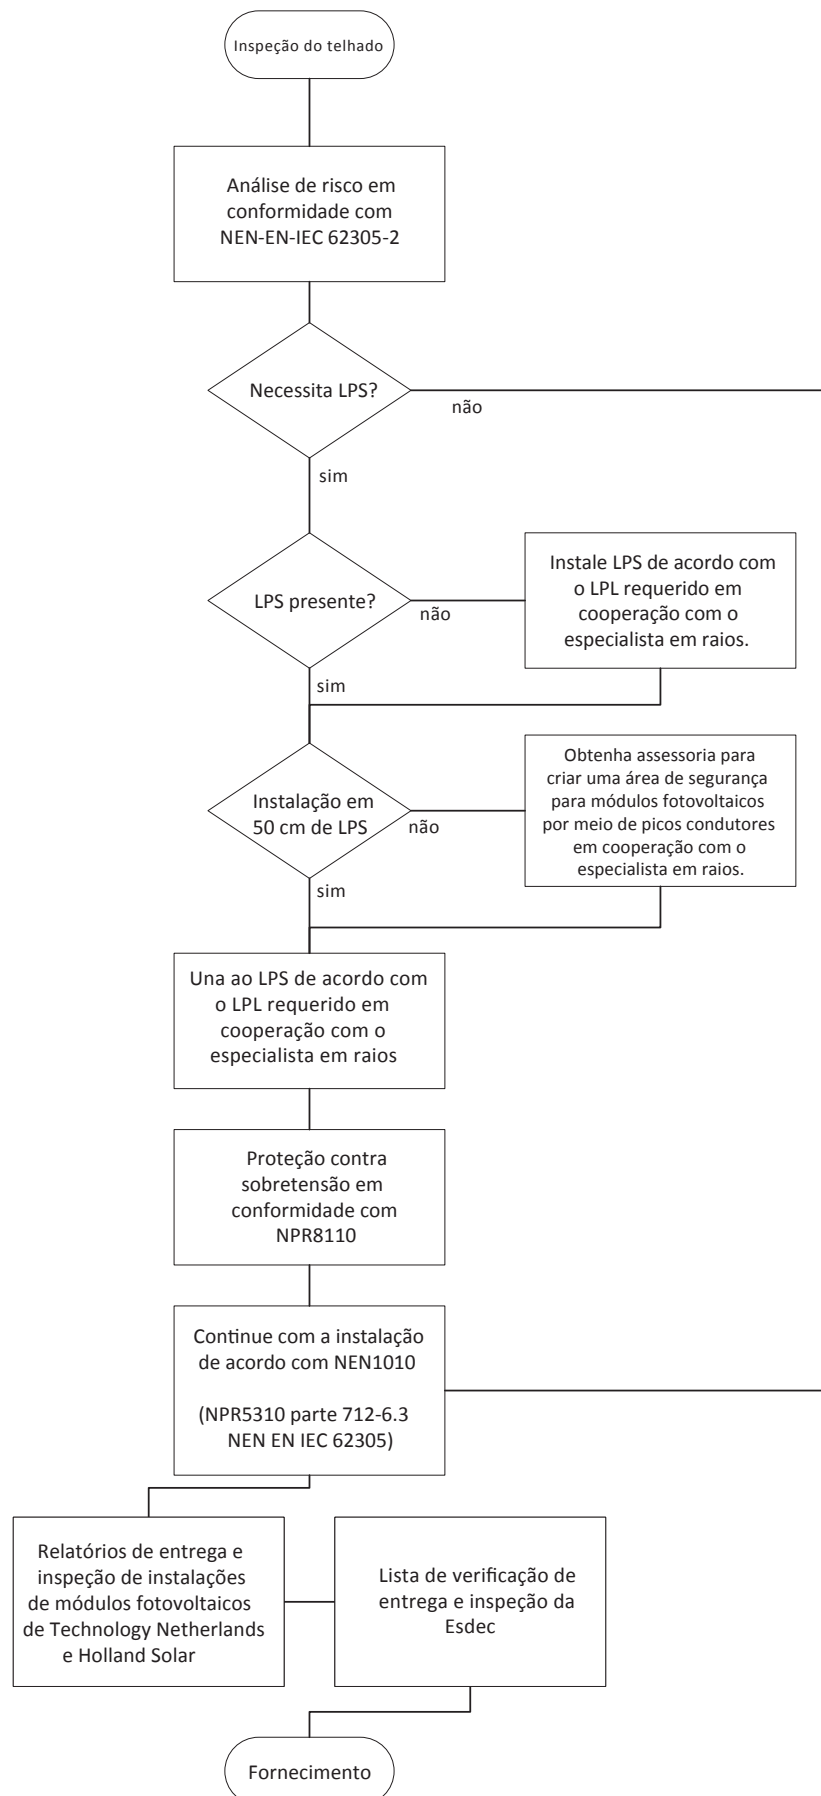 Inspeção do telhado
Análise de risco em
conformidade com
NEN-EN-IEC 62305-2
Necessita LPS?
não
sim
LPS presente?
não
Instale LPS de acordo com
o LPL requerido em
cooperação com o
especialista em raios.
sim
Instalação em
50 cm de LPS
não
Obtenha assessoria para
criar uma área de segurança
para módulos fotovoltaicos
por meio de picos condutores
em cooperação com o
especialista em raios.
sim
Una ao LPS de acordo com
o LPL requerido em
cooperação com o
especialista em raios
Proteção contra
sobretensão em
conformidade com
NPR8110
Continue com a instalação
de acordo com NEN1010
(NPR5310 parte 712-6.3
NEN EN IEC 62305)
Relatórios de entrega e
inspeção de instalações
de módulos fotovoltaicos
de Technology Netherlands
e Holland Solar
Lista de verificação de
entrega e inspeção da
Esdec
Fornecimento